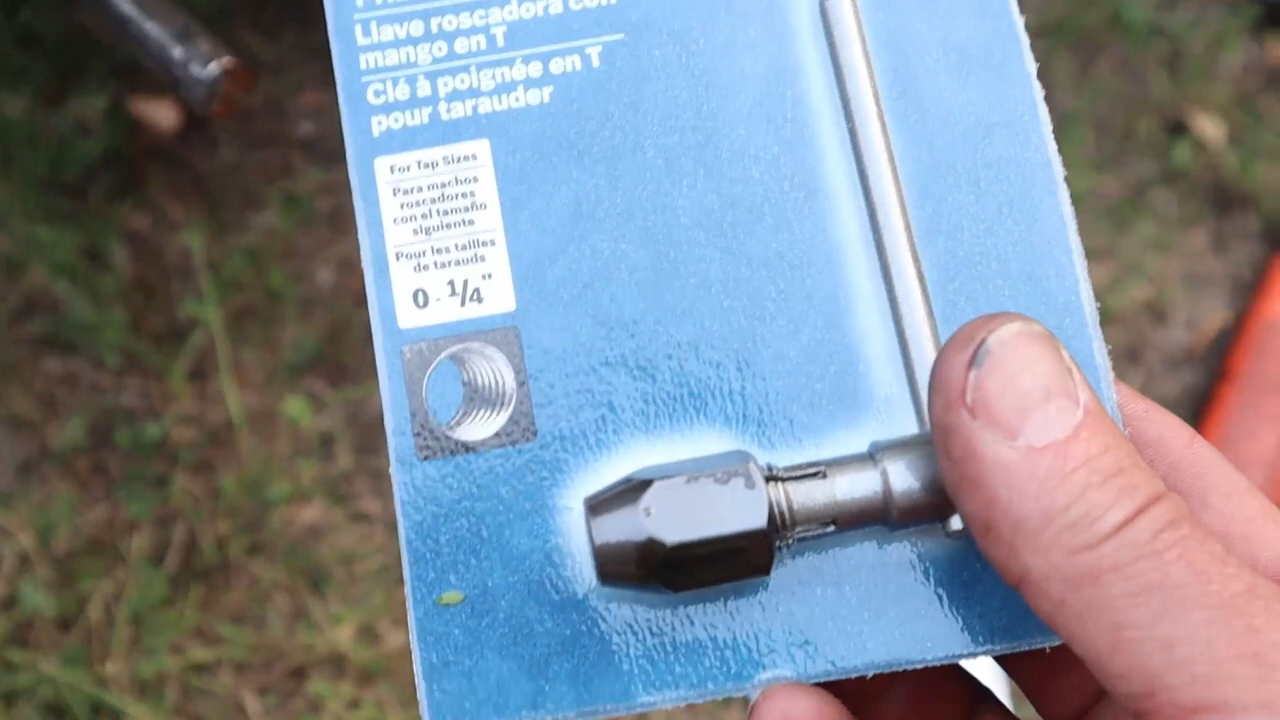 Llave roscadora con
mango en T
Clé à poignée en T
pour tarauder
For Tap Sizes
Para machos
roscadores
con el tamaño
siguiente
Pour les tailles
de tarauds
0 - 1/4"